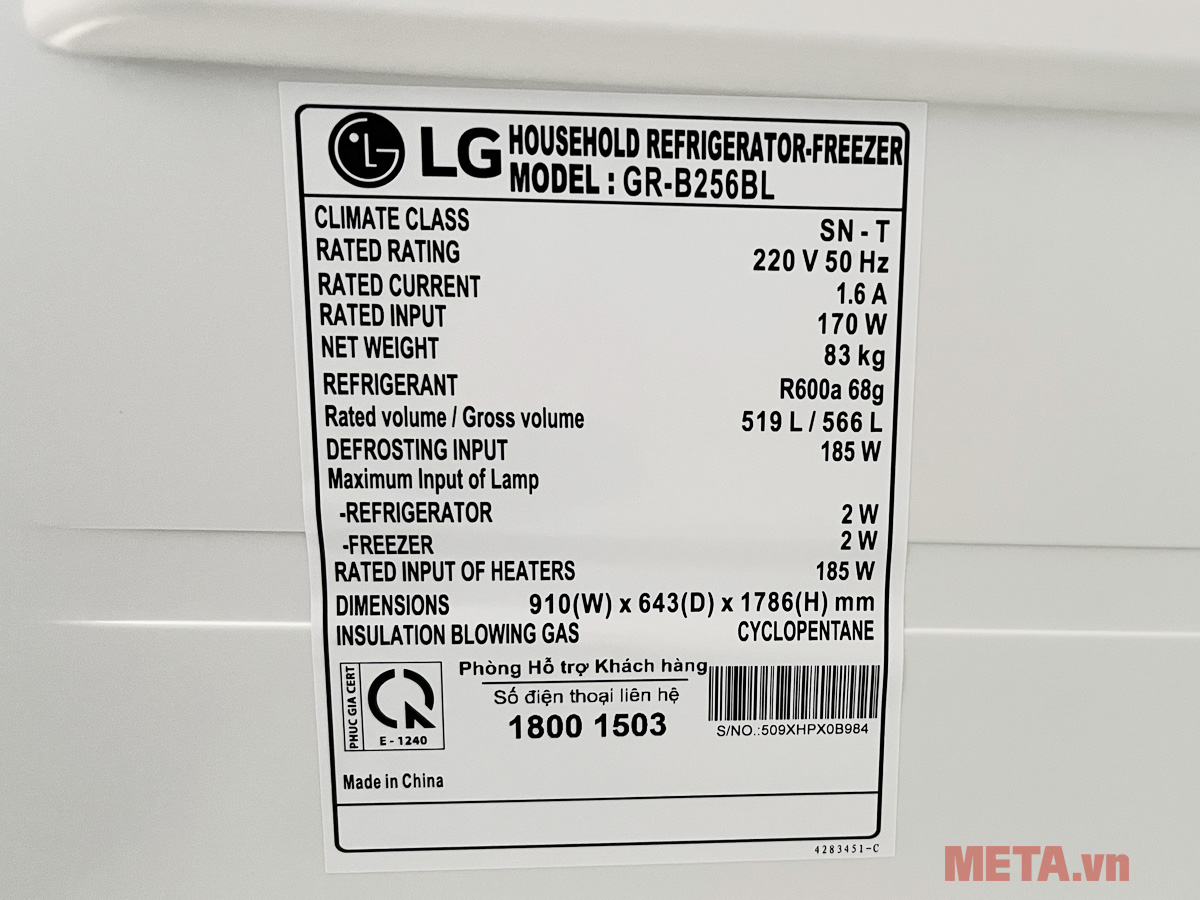 LG HOUSEHOLD REFRIGERATOR-FREEZER
MODEL : GR-B256BL
CLIMATE CLASS SN - T
RATED RATING 220 V 50 Hz
RATED CURRENT 1.6 A
RATED INPUT 170 W
NET WEIGHT 83 kg
REFRIGERANT R600a 68g
Rated volume / Gross volume 519 L / 566 L
DEFROSTING INPUT 185 W
Maximum Input of Lamp
-REFRIGERATOR 2 W
-FREEZER 2 W
RATED INPUT OF HEATERS 185 W
DIMENSIONS 910(W) x 643(D) x 1786(H) mm
INSULATION BLOWING GAS CYCLOPENTANE
PHUC GIA CERT
E - 1240
Phòng Hỗ trợ Khách hàng
Số điện thoại liên hệ
1800 1503
S/NO.:509XHPX0B984
Made in China
4283451-C
META.vn